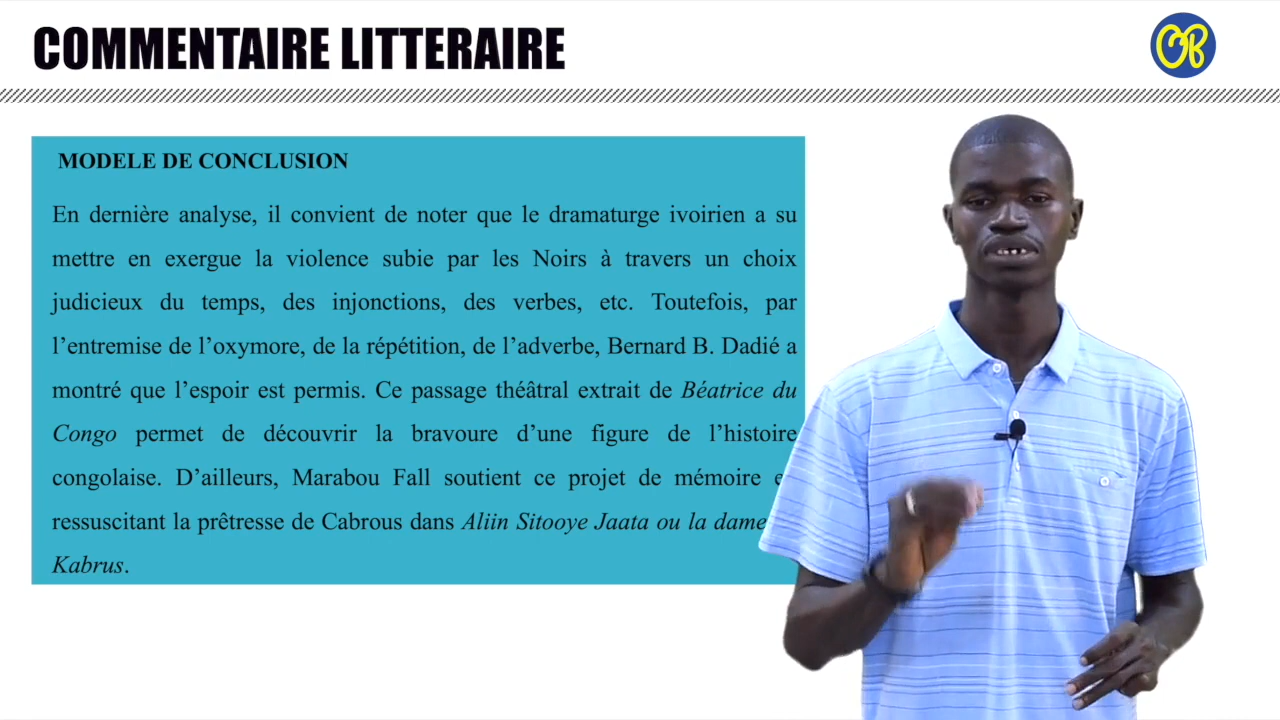 COMMENTAIRE LITTERAIRE
MODELE DE CONCLUSION
En dernière analyse, il convient de noter que le dramaturge ivoirien a su
mettre en exergue la violence subie par les Noirs à travers un choix
judicieux du temps, des injonctions, des verbes, etc. Toutefois, par
l’entremise de l’oxymore, de la répétition, de l’adverbe, Bernard B. Dadié a
montré que l’espoir est permis. Ce passage théâtral extrait de Béatrice du
Congo permet de découvrir la bravoure d’une figure de l’histoire
congolaise. D’ailleurs, Marabou Fall soutient ce projet de mémoire
ressuscitant la prêtresse de Cabrous dans Aliin Sitooye Jaata ou la dame
Kabrus.